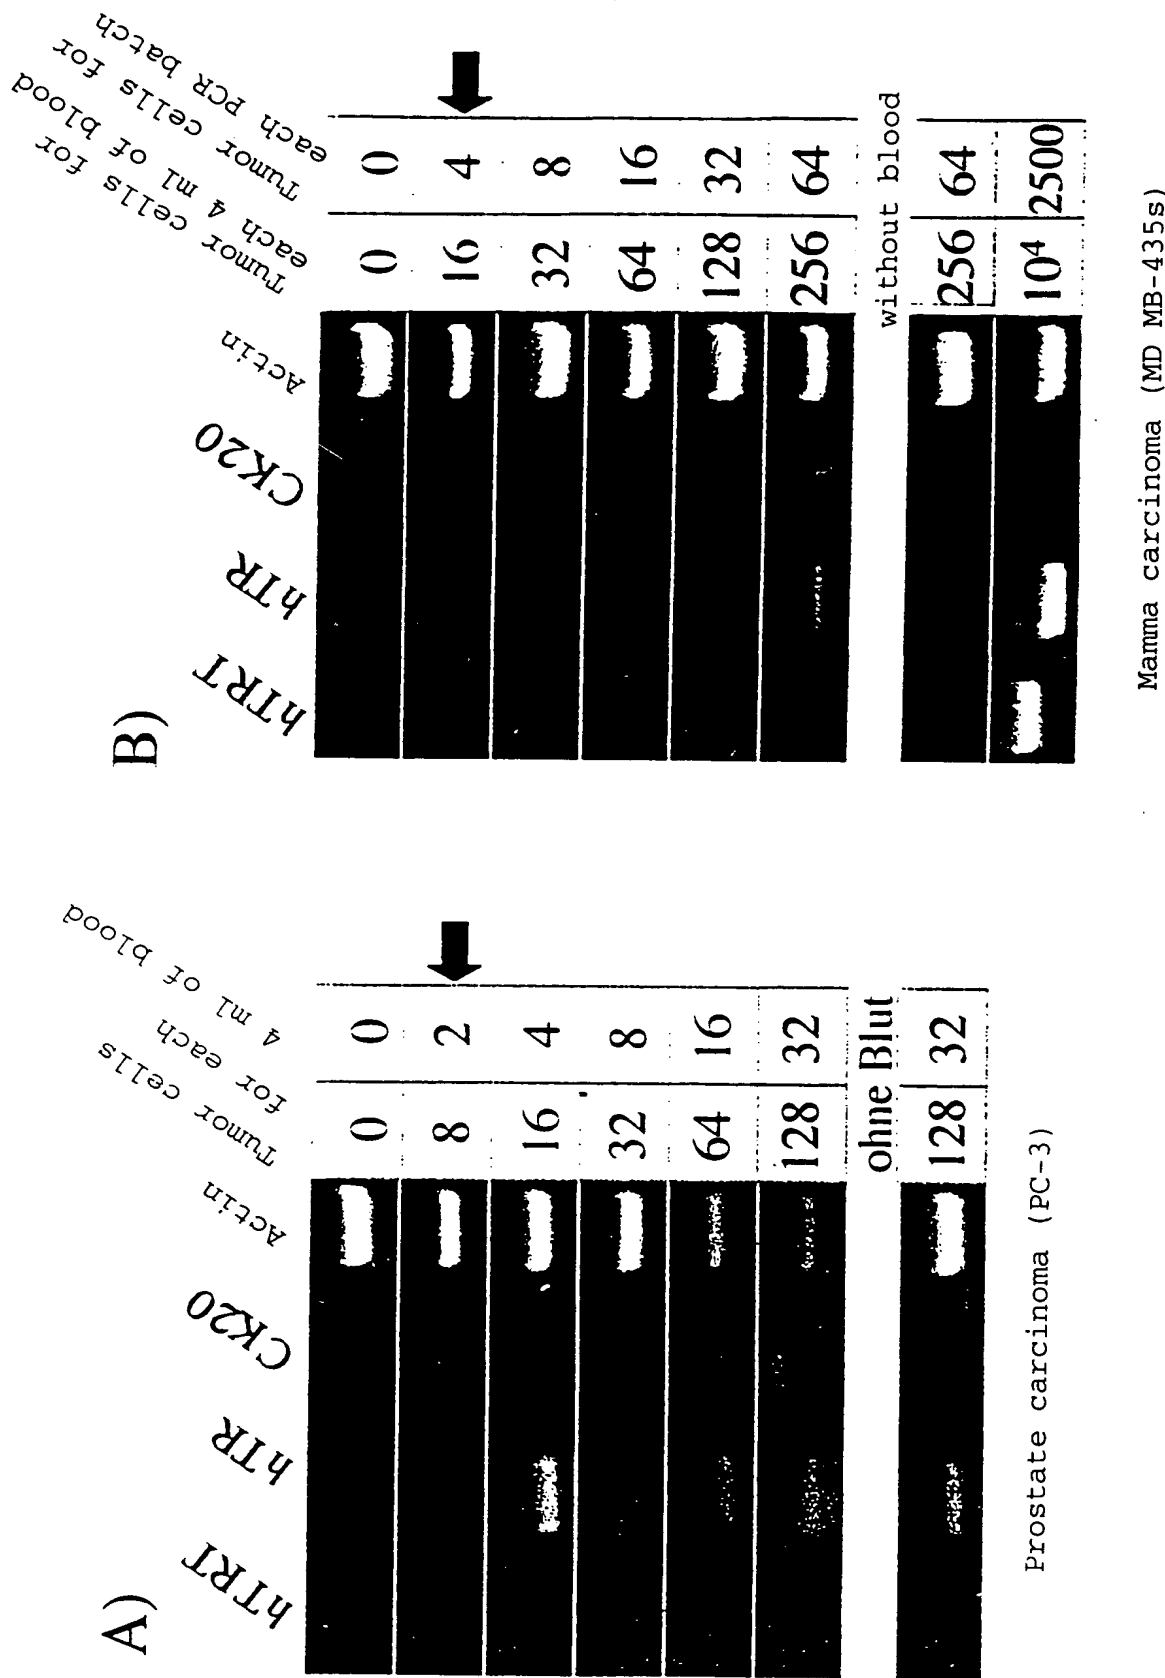 A)
hTRT
hTR
CK20
Actin
Tumor cells
for each
4 ml of blood
0 0
8 2
16 4
32 8
64 16
128 32
ohne Blut
128 32
Prostate carcinoma (PC-3)
B)
hTRT
hTR
CK20
Actin
Tumor cells for
each 4 ml of blood
Tumor cells for
each PCR batch
0 0
16 4
32 8
64 16
128 32
256 64
without blood
256 64
10⁴ 2500
Mamma carcinoma (MD MB-435s)